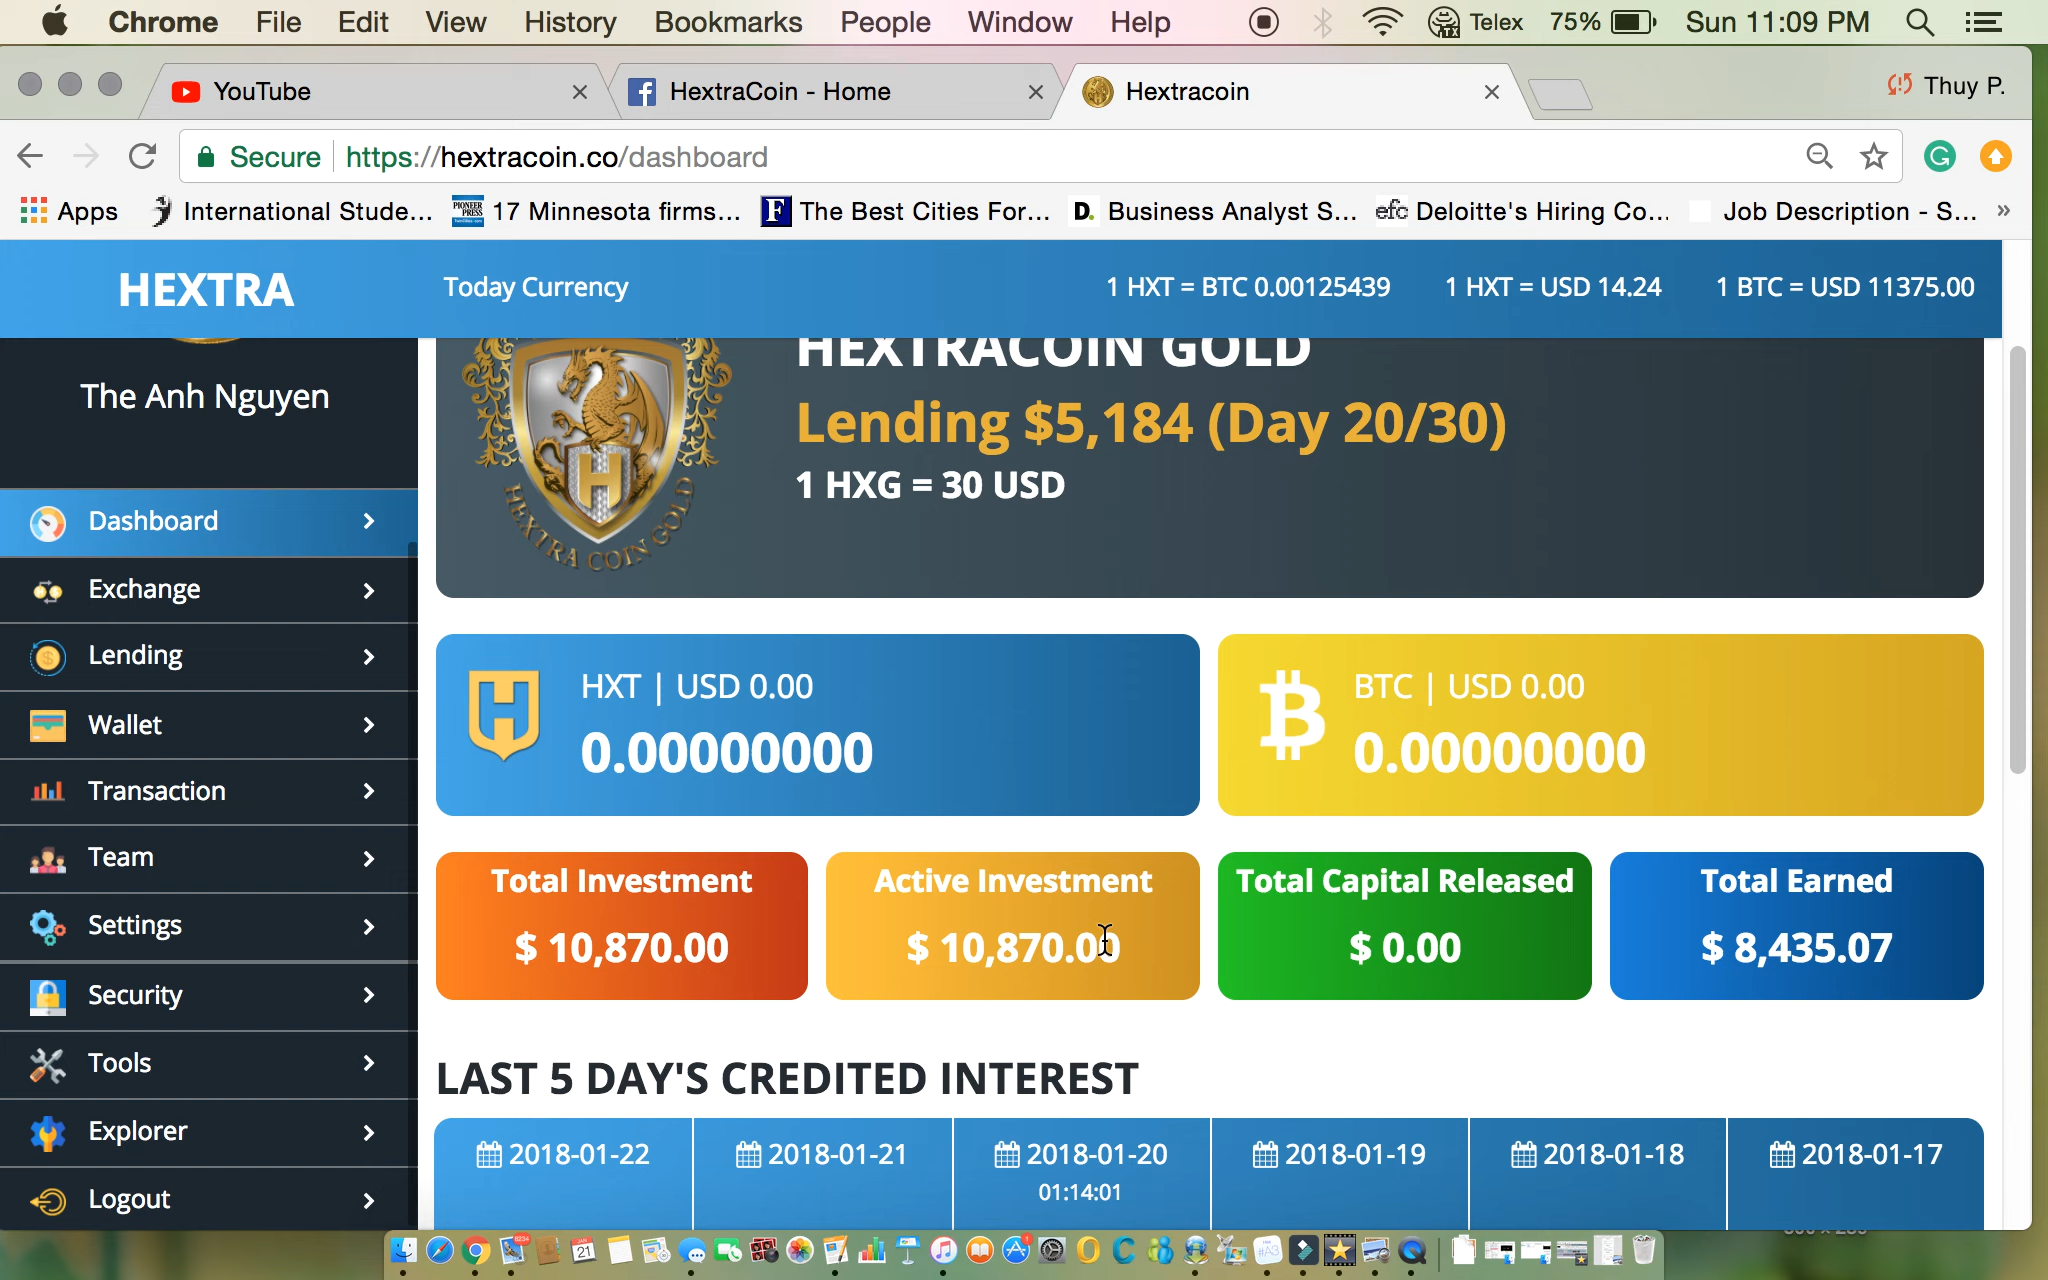 Chrome File Edit View History Bookmarks People Window Help Telex 75% Sun 11:09 PM
YouTube HextraCoin - Home Hextracoin Thuy P.
Secure https://hextracoin.co/dashboard
Apps International Stude... 17 Minnesota firms... The Best Cities For... Business Analyst S... Deloitte's Hiring Co... Job Description - S... »
HEXTRA Today Currency 1 HXT = BTC 0.00125439 1 HXT = USD 14.24 1 BTC = USD 11375.00
The Anh Nguyen
Dashboard
Exchange
Lending
Wallet
Transaction
Team
Settings
Security
Tools
Explorer
Logout
HEXTRACOIN GOLD
Lending $5,184 (Day 20/30)
1 HXG = 30 USD
HEXTRA COIN GOLD
HXT | USD 0.00
0.00000000
BTC | USD 0.00
0.00000000
Total Investment
$ 10,870.00
Active Investment
$ 10,870.00
Total Capital Released
$ 0.00
Total Earned
$ 8,435.07
LAST 5 DAY'S CREDITED INTEREST
2018-01-22 2018-01-21 2018-01-20 2018-01-19 2018-01-18 2018-01-17
01:14:01